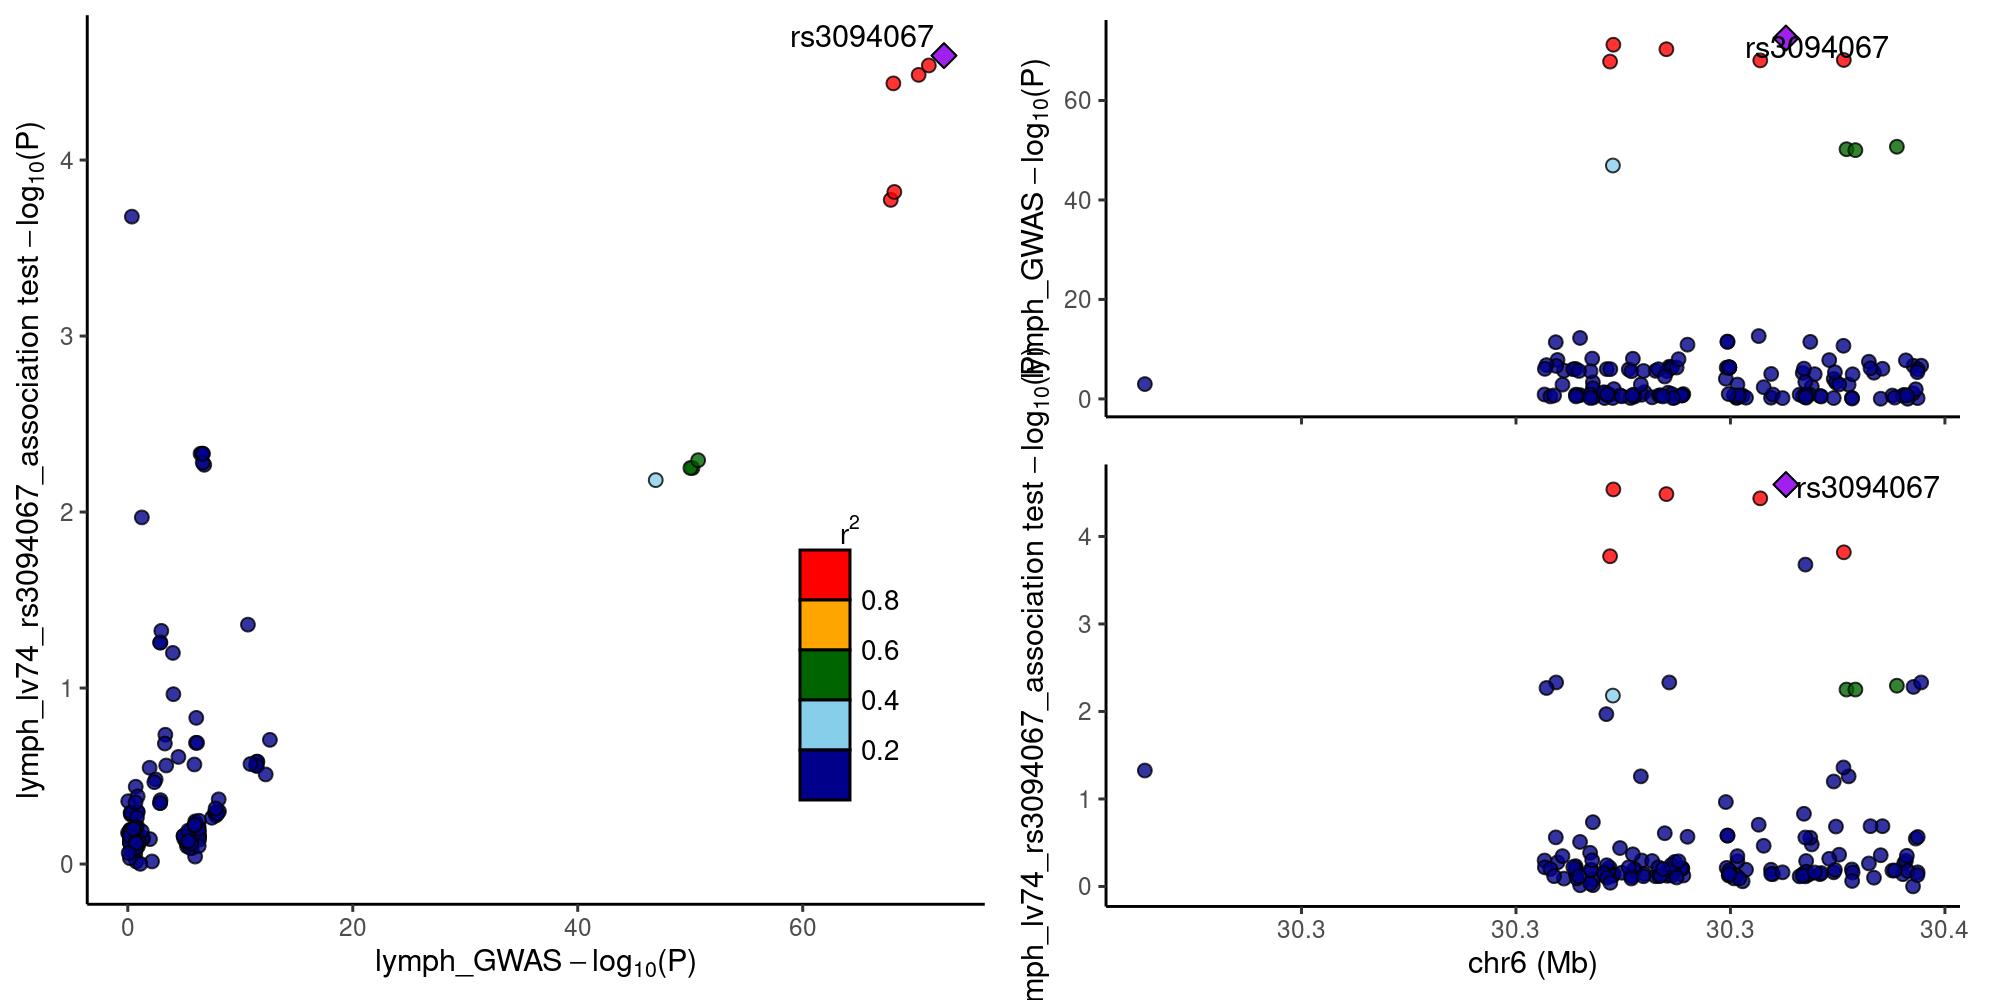 rs3094067
lymph_lv74_rs3094067_association test −log10(P)
4
3
2
1
0
r2
0.8
0.6
0.4
0.2
0
20
40
60
lymph_GWAS −log10(P)
rs3094067
lymph_GWAS −log10(P)
60
40
20
0
rs3094067
mph_lv74_rs3094067_association test −log10(P)
4
3
2
1
0
30.3
30.3
30.3
30.4
chr6 (Mb)